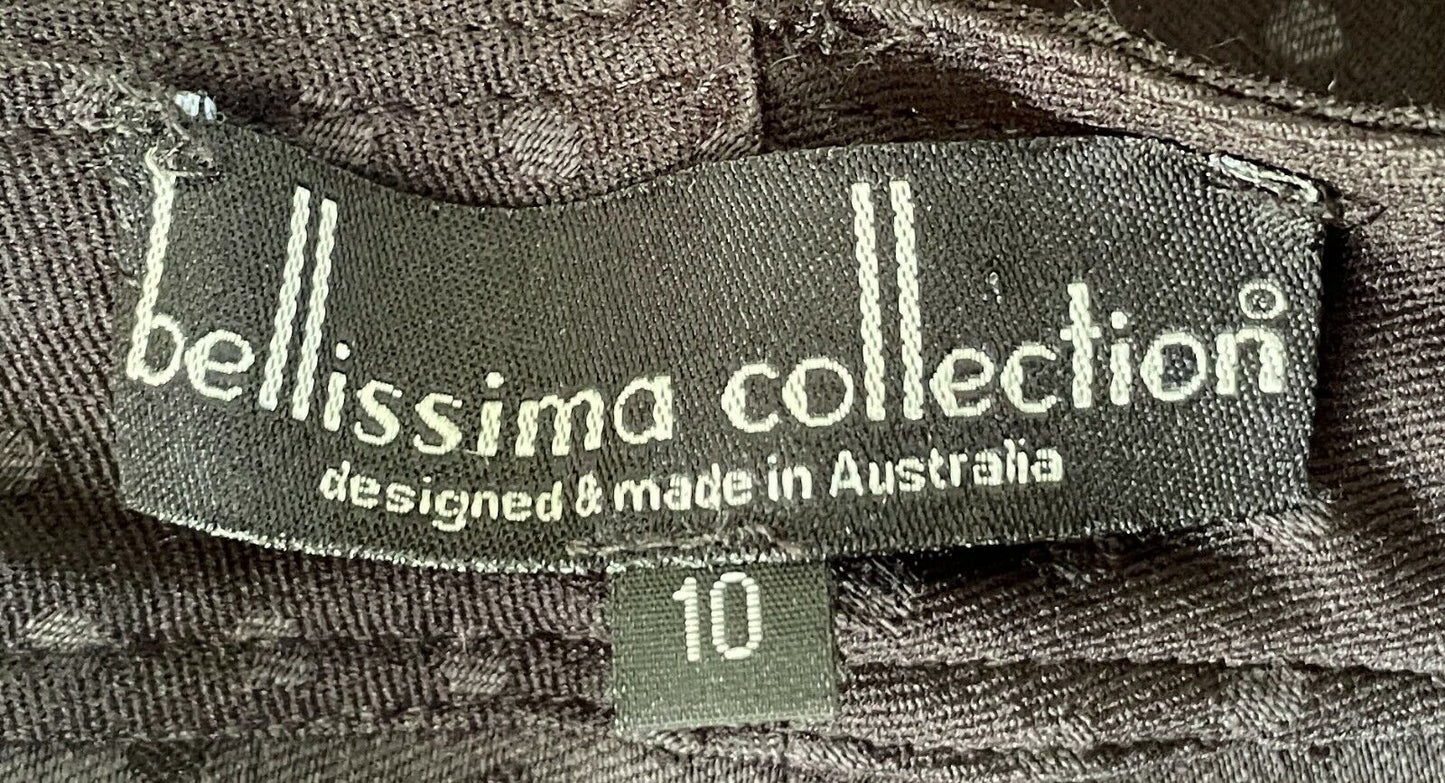 bellissima collection®
designed & made in Australia
10